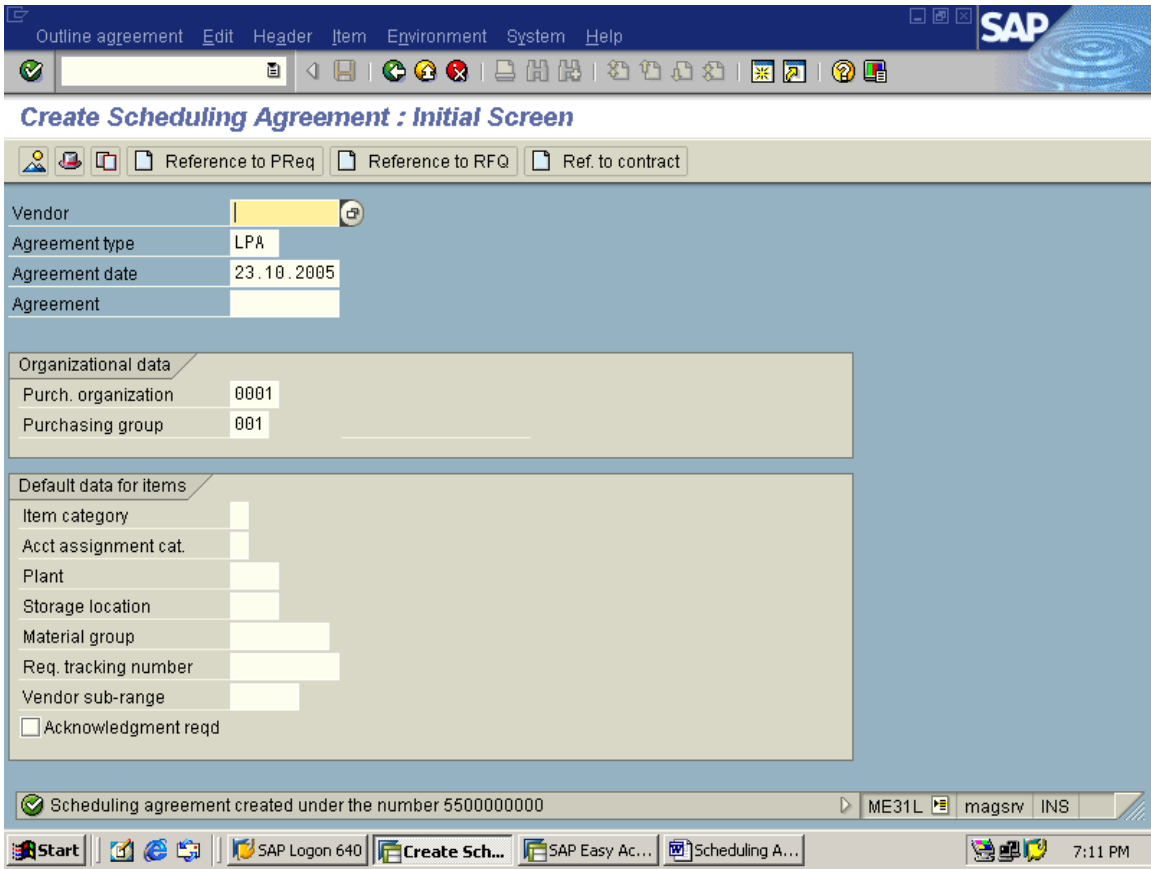 Outline agreement Edit Header Item Environment System Help
SAP
Create Scheduling Agreement : Initial Screen
Reference to PReq Reference to RFQ Ref. to contract
Vendor
Agreement type LPA
Agreement date 23.10.2005
Agreement
Organizational data
Purch. organization 0001
Purchasing group 001
Default data for items
Item category
Acct assignment cat.
Plant
Storage location
Material group
Req. tracking number
Vendor sub-range
Acknowledgment reqd
Scheduling agreement created under the number 5500000000 ME31L magsrv INS
Start SAP Logon 640 Create Sch... SAP Easy Ac... Scheduling A... 7:11 PM